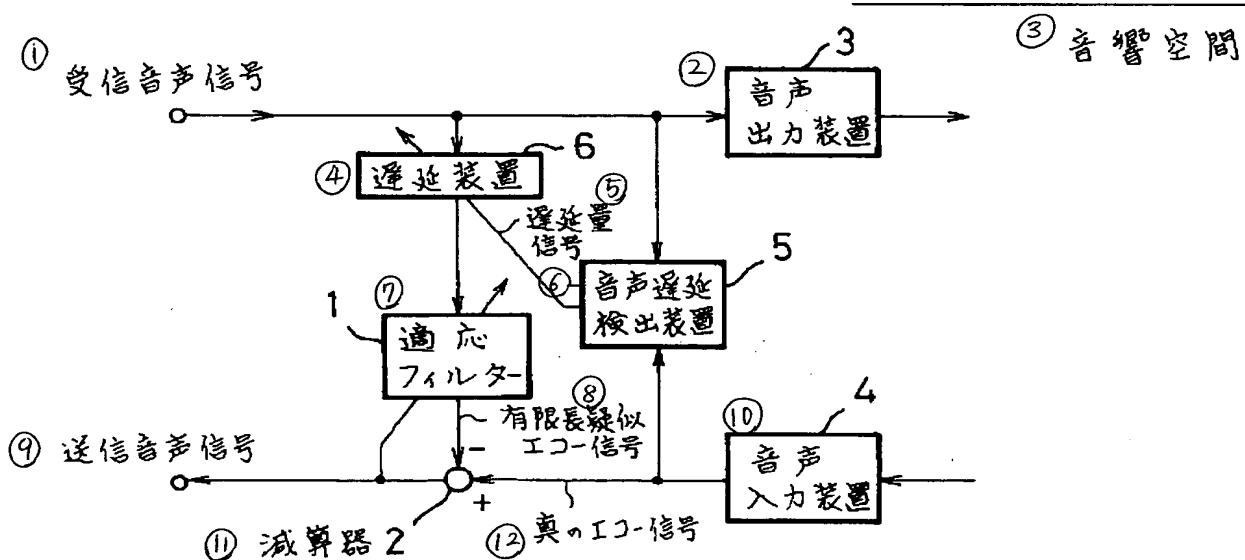 ① 受信音声信号
② 音声
出力装置
3
③ 音響空間
④ 遅延装置
6
⑤ 遅延量
信号
⑥ 音声遅延
検出装置
5
⑦ 適応
フィルター
1
⑧ 有限長疑似
エコー信号
-
+
⑨ 送信音声信号
⑩ 音声
入力装置
4
⑪ 減算器 2
⑫ 真のエコー信号